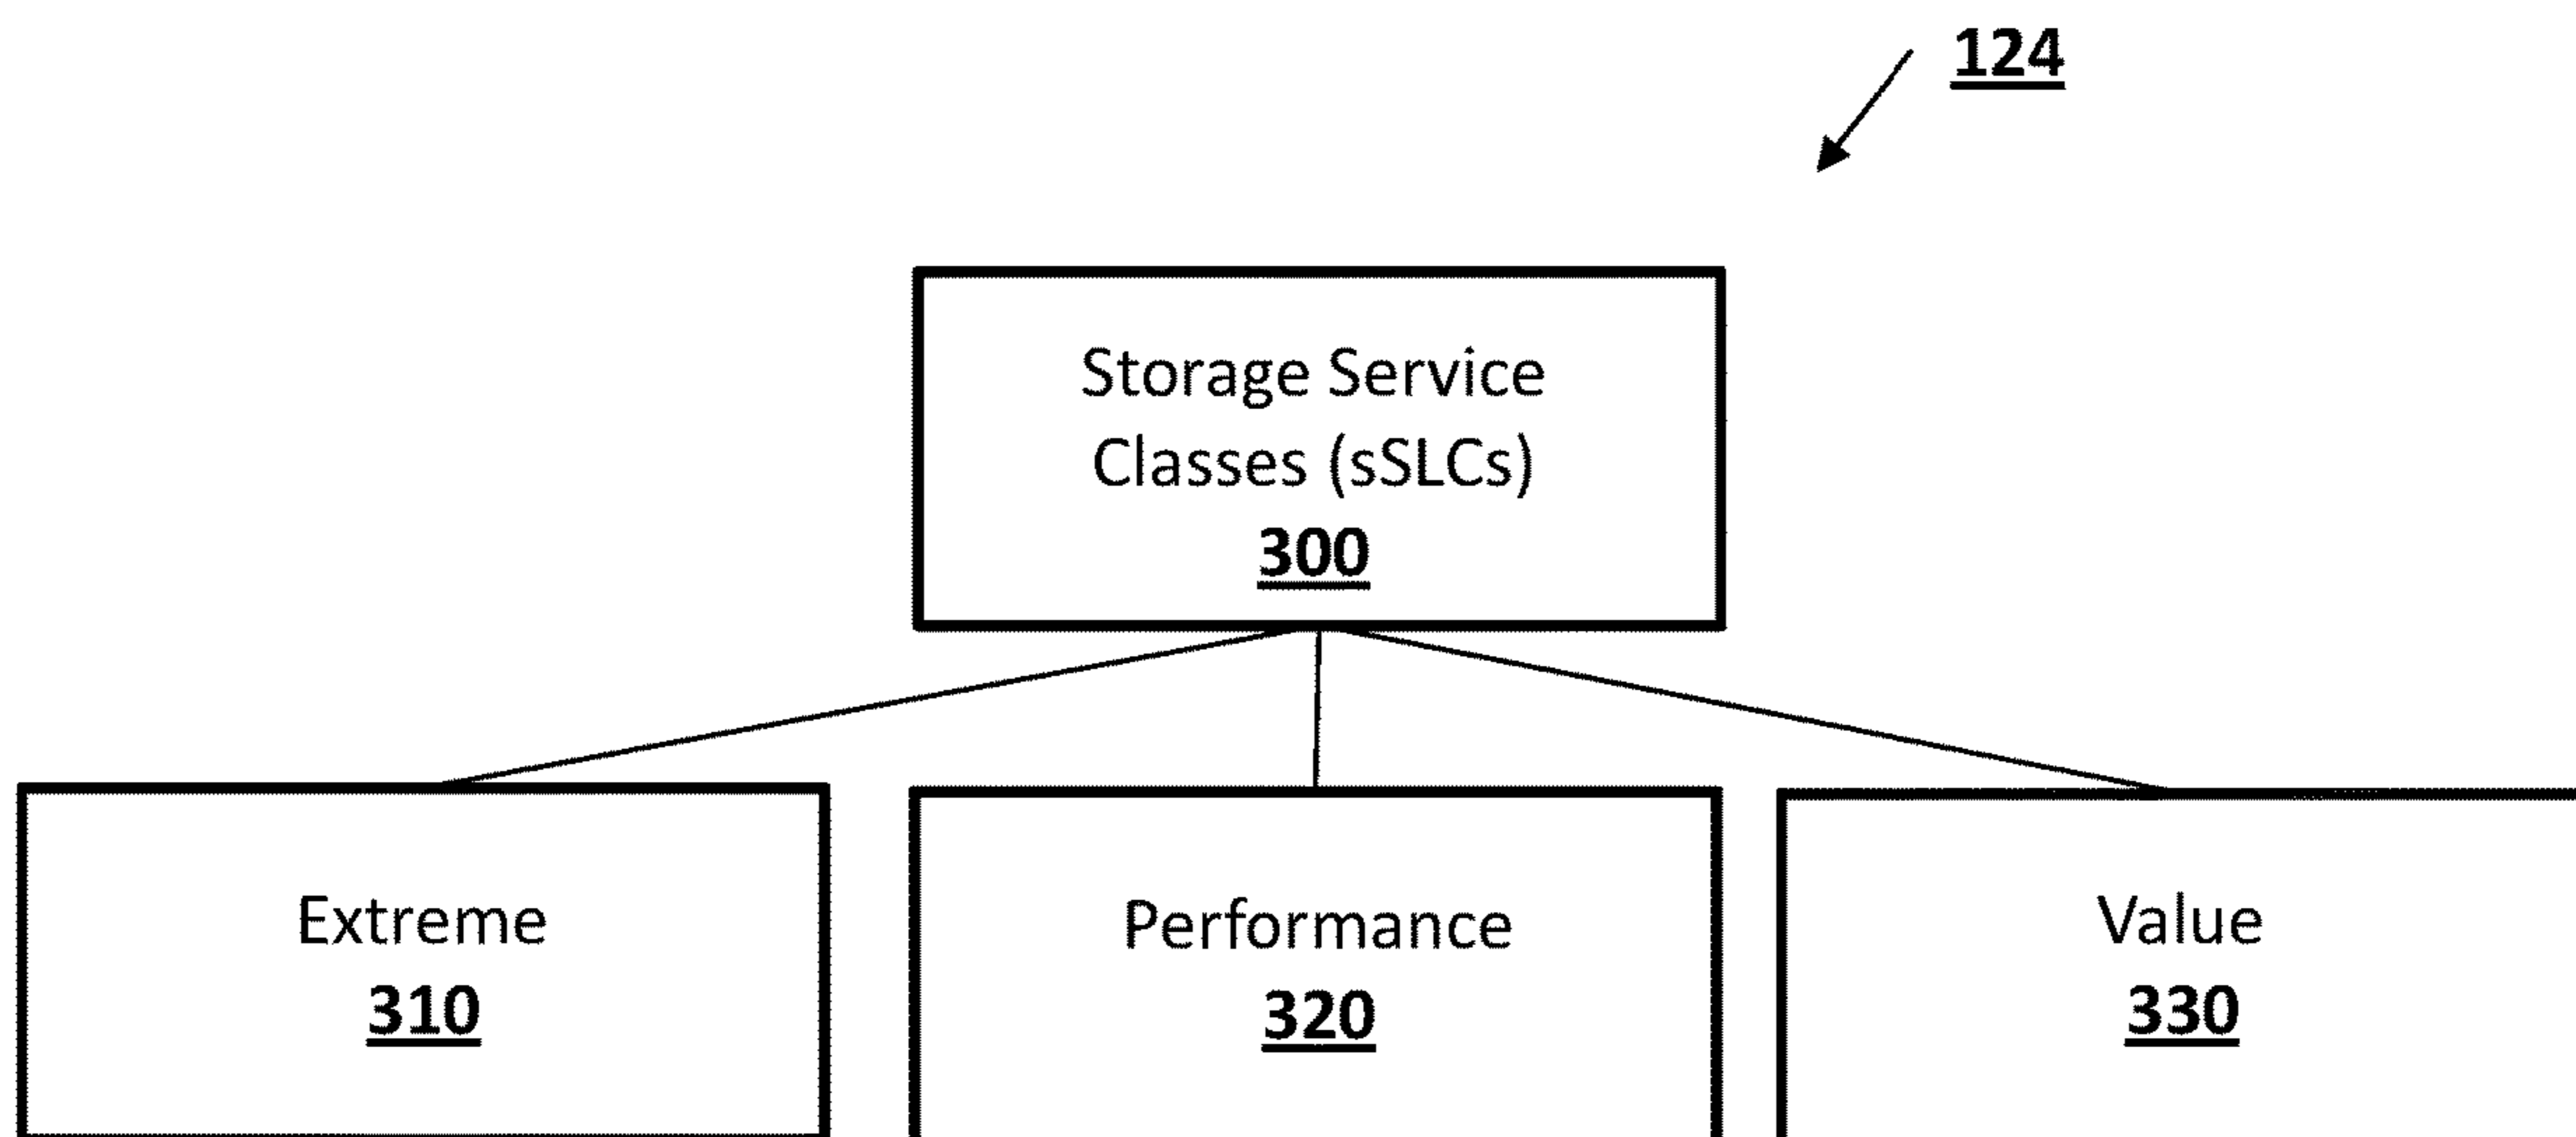 124
Storage Service
Classes (sSLCs)
300
Extreme
310
Performance
320
Value
330